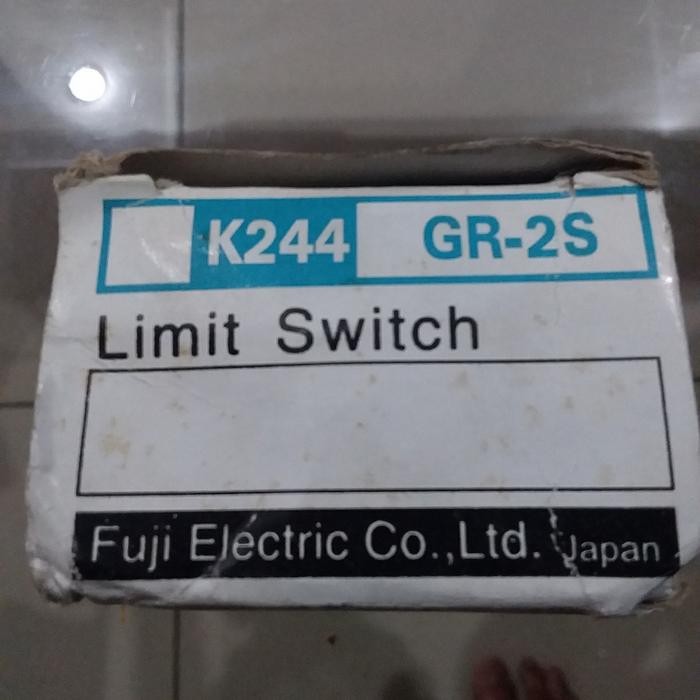 K244 GR-2S
Limit Switch
Fuji Electric Co.,Ltd. Japan